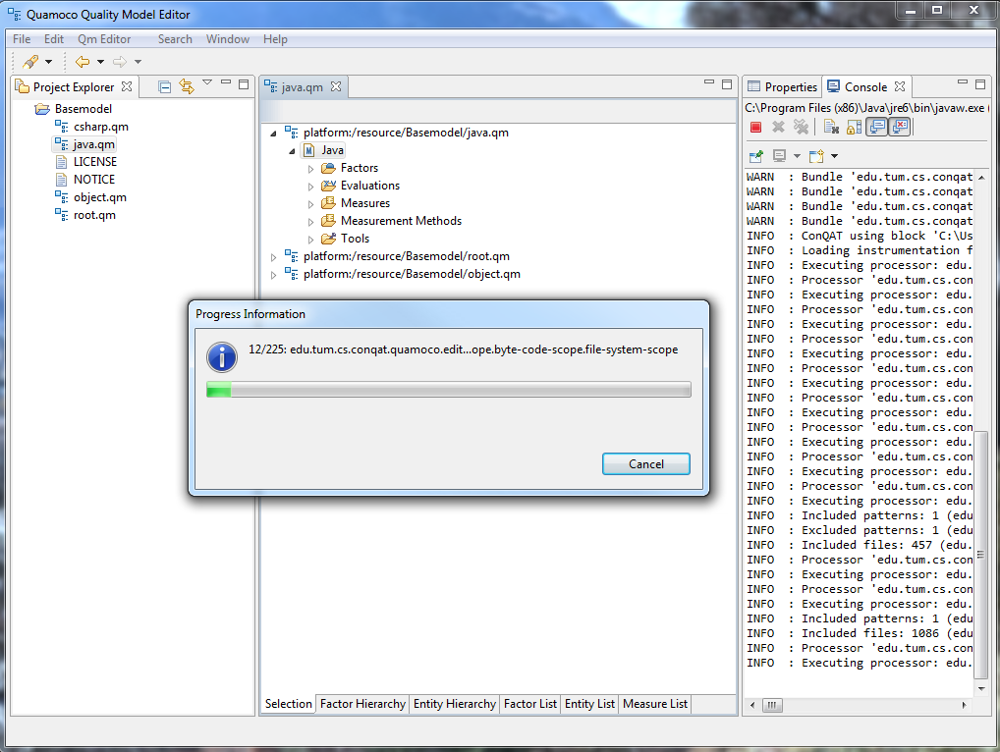 Quamoco Quality Model Editor
File Edit Qm Editor Search Window Help
Project Explorer
Basemodel
csharp.qm
java.qm
LICENSE
NOTICE
object.qm
root.qm
java.qm
platform:/resource/Basemodel/java.qm
Java
Factors
Evaluations
Measures
Measurement Methods
Tools
platform:/resource/Basemodel/root.qm
platform:/resource/Basemodel/object.qm
Progress Information
12/225: edu.tum.cs.conqat.quamoco.edit...ope.byte-code-scope.file-system-scope
Cancel
Selection Factor Hierarchy Entity Hierarchy Factor List Entity List Measure List
Properties Console
C:\Program Files (x86)\Java\jre6\bin\javaw.exe (
WARN : Bundle 'edu.tum.cs.conqat
WARN : Bundle 'edu.tum.cs.conqat
WARN : Bundle 'edu.tum.cs.conqat
WARN : Bundle 'edu.tum.cs.conqat
INFO : ConQAT using block 'C:\Us
INFO : Loading instrumentation f
INFO : Executing processor: edu.
INFO : Processor 'edu.tum.cs.con
INFO : Executing processor: edu.
INFO : Processor 'edu.tum.cs.con
INFO : Executing processor: edu.
INFO : Processor 'edu.tum.cs.con
INFO : Executing processor: edu.
INFO : Processor 'edu.tum.cs.con
INFO : Executing processor: edu.
INFO : Processor 'edu.tum.cs.con
INFO : Executing processor: edu.
INFO : Processor 'edu.tum.cs.con
INFO : Executing processor: edu.
INFO : Processor 'edu.tum.cs.con
INFO : Executing processor: edu.
INFO : Processor 'edu.tum.cs.con
INFO : Executing processor: edu.
INFO : Included patterns: 1 (edu
INFO : Excluded patterns: 1 (edu
INFO : Included files: 457 (edu.
INFO : Processor 'edu.tum.cs.con
INFO : Executing processor: edu.
INFO : Processor 'edu.tum.cs.con
INFO : Executing processor: edu.
INFO : Included patterns: 1 (edu
INFO : Included files: 1086 (edu
INFO : Processor 'edu.tum.cs.con
INFO : Executing processor: edu.